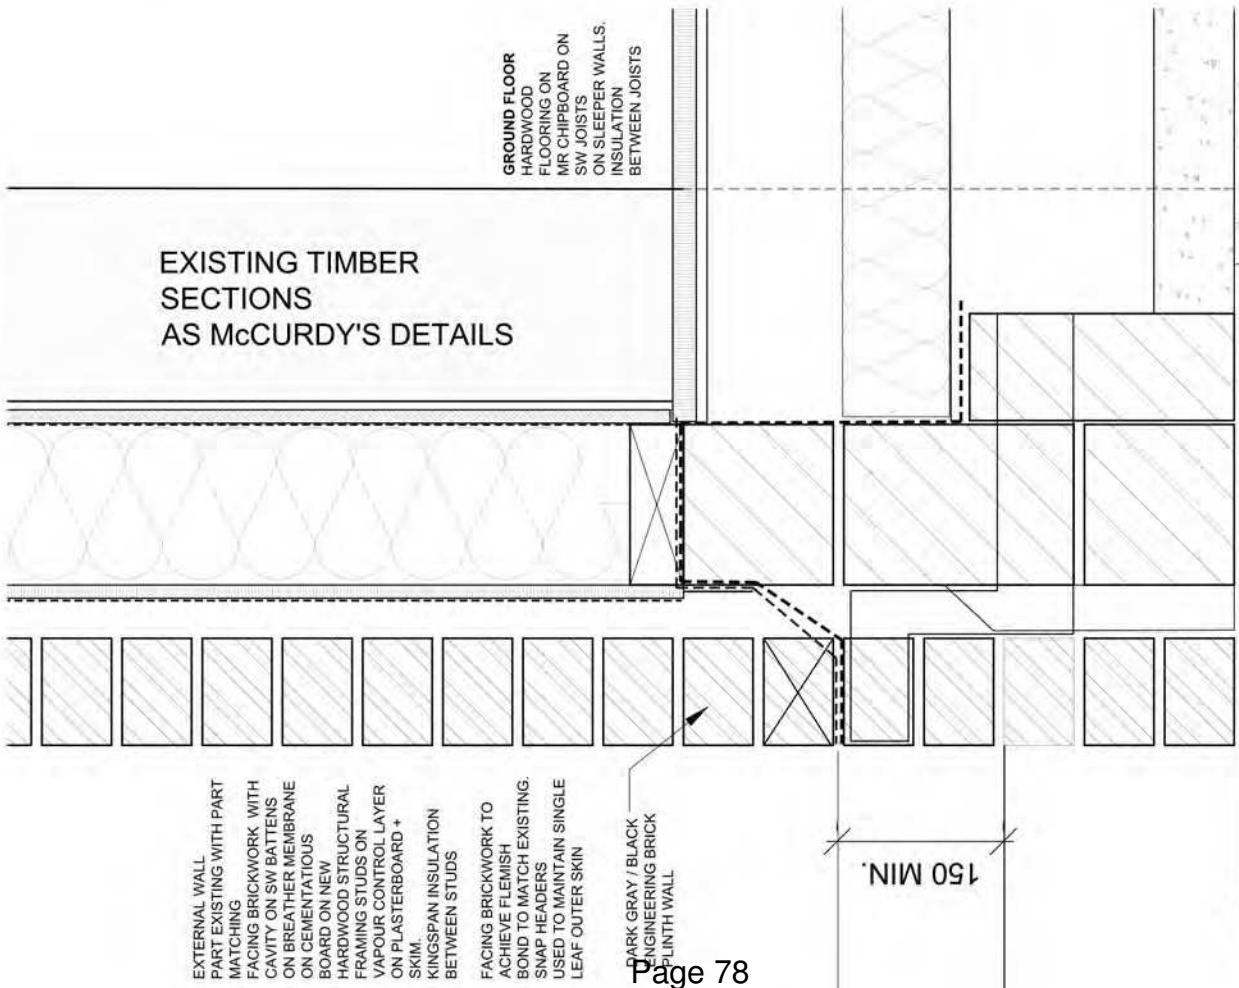 GROUND FLOOR
HARDWOOD
FLOORING ON
MR CHIPBOARD ON
SW JOISTS
ON SLEEPER WALLS.
INSULATION
BETWEEN JOISTS
EXISTING TIMBER
SECTIONS
AS McCURDY'S DETAILS
EXTERNAL WALL
PART EXISTING WITH PART
MATCHING
FACING BRICKWORK WITH
CAVITY ON SW BATTENS
ON BREATHER MEMBRANE
ON CEMENTATIOUS
BOARD ON NEW
HARDWOOD STRUCTURAL
FRAMING STUDS ON
VAPOUR CONTROL LAYER
ON PLASTERBOARD +
SKIM.
KINGSPAN INSULATION
BETWEEN STUDS
FACING BRICKWORK TO
ACHIEVE FLEMISH
BOND TO MATCH EXISTING.
SNAP HEADERS
USED TO MAINTAIN SINGLE
LEAF OUTER SKIN
DARK GRAY / BLACK
ENGINEERING BRICK
PLINTH WALL
150 MIN.
Page 78